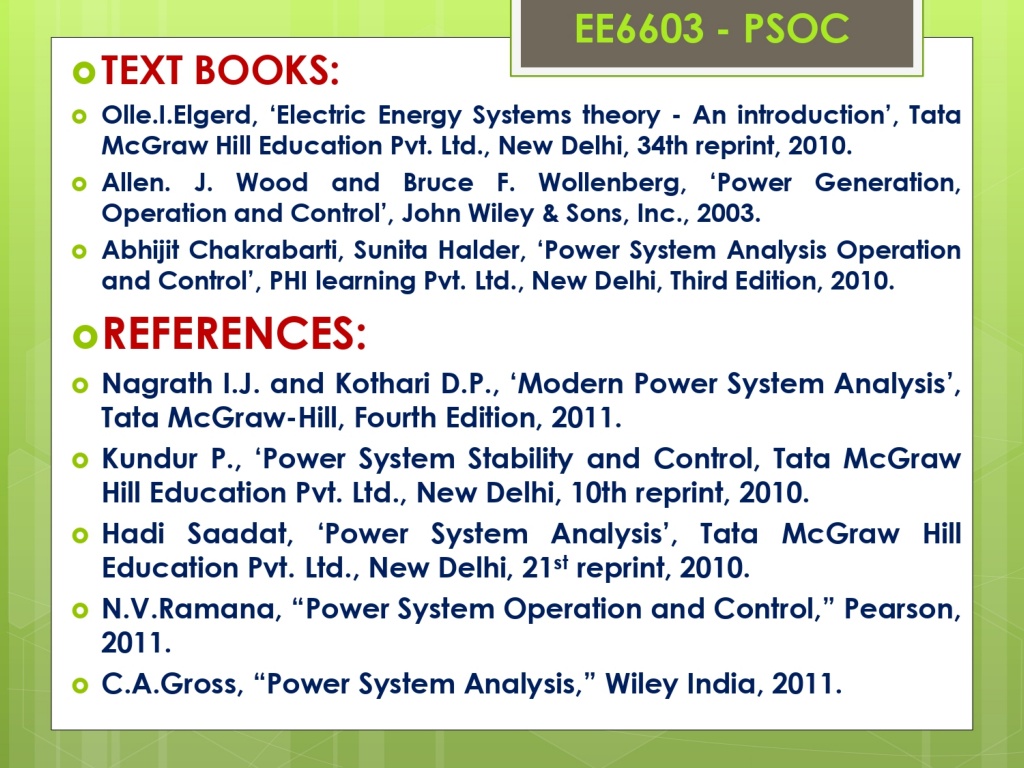 EE6603 - PSOC
TEXT BOOKS:
Olle.I.Elgerd, ‘Electric Energy Systems theory - An introduction’, Tata
McGraw Hill Education Pvt. Ltd., New Delhi, 34th reprint, 2010.
Allen. J. Wood and Bruce F. Wollenberg, ‘Power Generation,
Operation and Control’, John Wiley & Sons, Inc., 2003.
Abhijit Chakrabarti, Sunita Halder, ‘Power System Analysis Operation
and Control’, PHI learning Pvt. Ltd., New Delhi, Third Edition, 2010.
REFERENCES:
Nagrath I.J. and Kothari D.P., ‘Modern Power System Analysis’,
Tata McGraw-Hill, Fourth Edition, 2011.
Kundur P., ‘Power System Stability and Control, Tata McGraw
Hill Education Pvt. Ltd., New Delhi, 10th reprint, 2010.
Hadi Saadat, ‘Power System Analysis’, Tata McGraw Hill
Education Pvt. Ltd., New Delhi, 21st reprint, 2010.
N.V.Ramana, “Power System Operation and Control,” Pearson,
2011.
C.A.Gross, “Power System Analysis,” Wiley India, 2011.